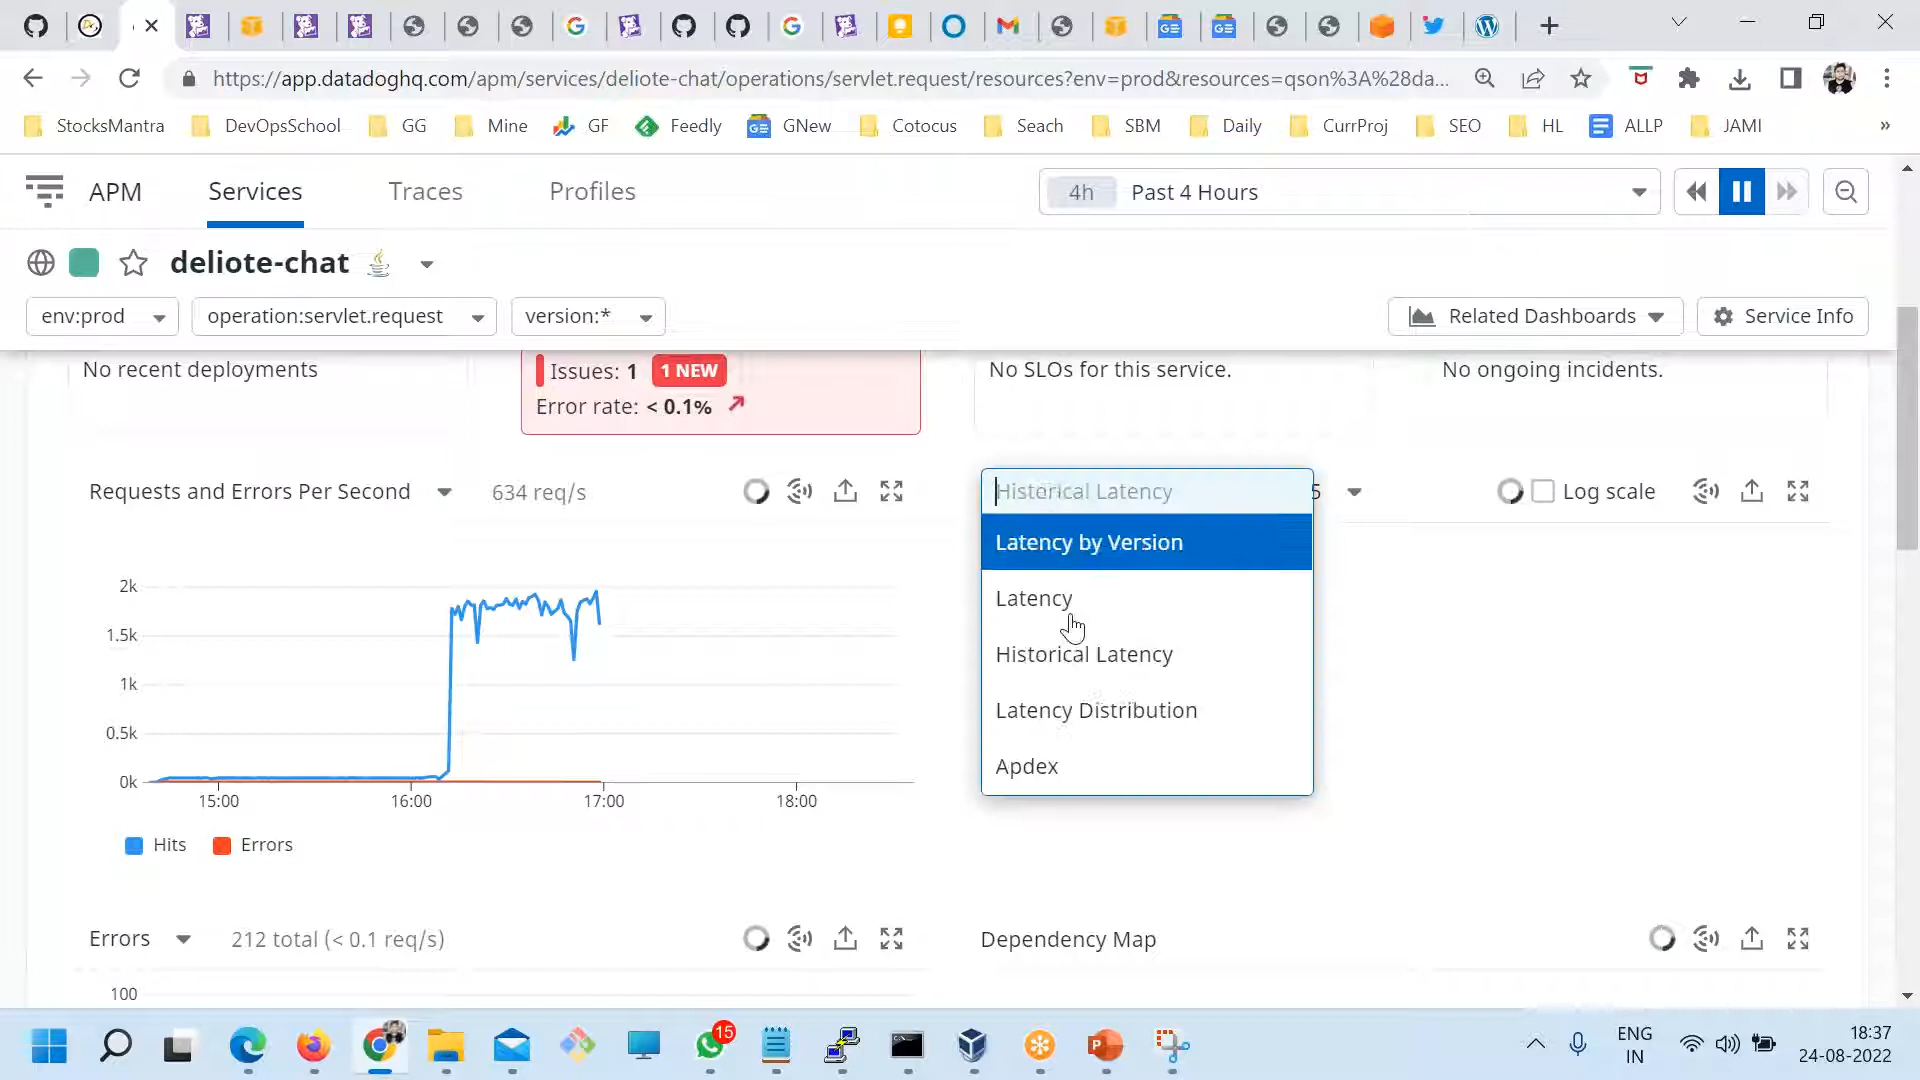 https://app.datadoghq.com/apm/services/deliote-chat/operations/servlet.request/resources?env=prod&resources=qson%3A%28da...
StocksMantra
DevOpsSchool
GG
Mine
GF
Feedly
GNew
Cotocus
Seach
SBM
Daily
CurrProj
SEO
HL
ALLP
JAMI
»
APM
Services
Traces
Profiles
4h
Past 4 Hours
deliote-chat
env:prod
operation:servlet.request
version:*
Related Dashboards
Service Info
No recent deployments
Issues: 1
1 NEW
Error rate: < 0.1%
No SLOs for this service.
No ongoing incidents.
Requests and Errors Per Second
634 req/s
Historical Latency
5
Log scale
Latency by Version
Latency
Historical Latency
Latency Distribution
Apdex
2k
1.5k
1k
0.5k
0k
15:00
16:00
17:00
18:00
Hits
Errors
Errors
212 total (< 0.1 req/s)
Dependency Map
100
15
ENG
IN
18:37
24-08-2022